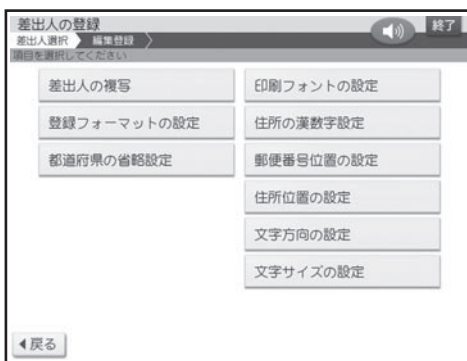 差出人の登録
終了
差出人選択 編集登録
項目を選択してください
差出人の複写
登録フォーマットの設定
都道府県の省略設定
印刷フォントの設定
住所の漢数字設定
郵便番号位置の設定
住所位置の設定
文字方向の設定
文字サイズの設定
戻る